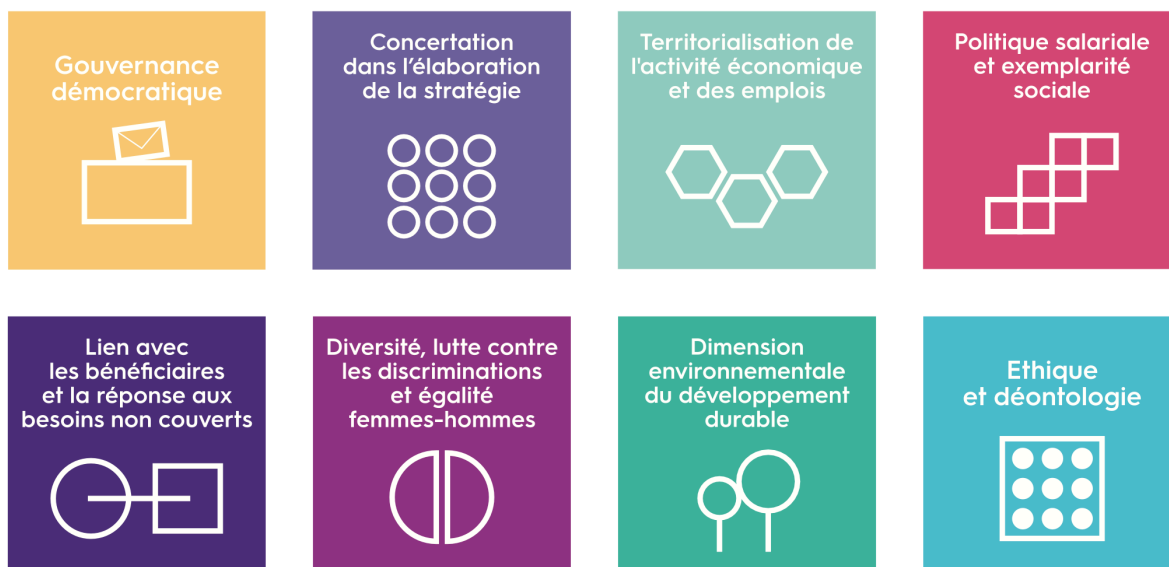 Gouvernance
démocratique
Concertation
dans l’élaboration
de la stratégie
Territorialisation de
l'activité économique
et des emplois
Politique salariale
et exemplarité
sociale
Lien avec
les bénéficiaires
et la réponse aux
besoins non couverts
Diversité, lutte contre
les discriminations
et égalité
femmes-hommes
Dimension
environnementale
du développement
durable
Ethique
et déontologie